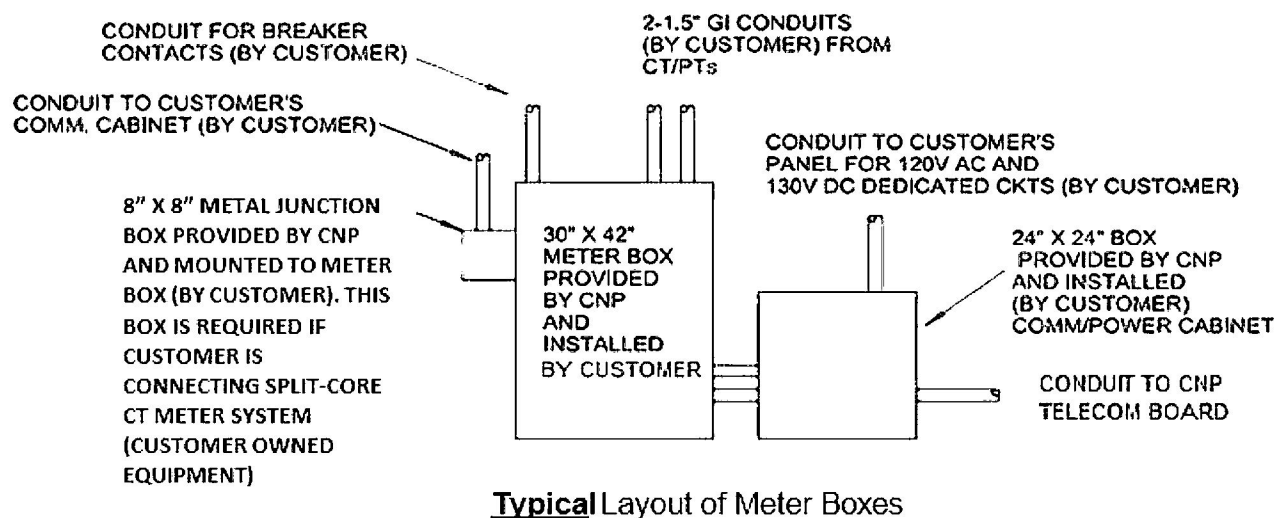 CONDUIT FOR BREAKER
CONTACTS (BY CUSTOMER)
2-1.5" GI CONDUITS
(BY CUSTOMER) FROM
CT/PTs
CONDUIT TO CUSTOMER'S
COMM. CABINET (BY CUSTOMER)
CONDUIT TO CUSTOMER'S
PANEL FOR 120V AC AND
130V DC DEDICATED CKTS (BY CUSTOMER)
8" X 8" METAL JUNCTION
BOX PROVIDED BY CNP
AND MOUNTED TO METER
BOX (BY CUSTOMER). THIS
BOX IS REQUIRED IF
CUSTOMER IS
CONNECTING SPLIT-CORE
CT METER SYSTEM
(CUSTOMER OWNED
EQUIPMENT)
30" X 42"
METER BOX
PROVIDED
BY CNP
AND
INSTALLED
BY CUSTOMER
24" X 24" BOX
PROVIDED BY CNP
AND INSTALLED
(BY CUSTOMER)
COMM/POWER CABINET
CONDUIT TO CNP
TELECOM BOARD
Typical Layout of Meter Boxes